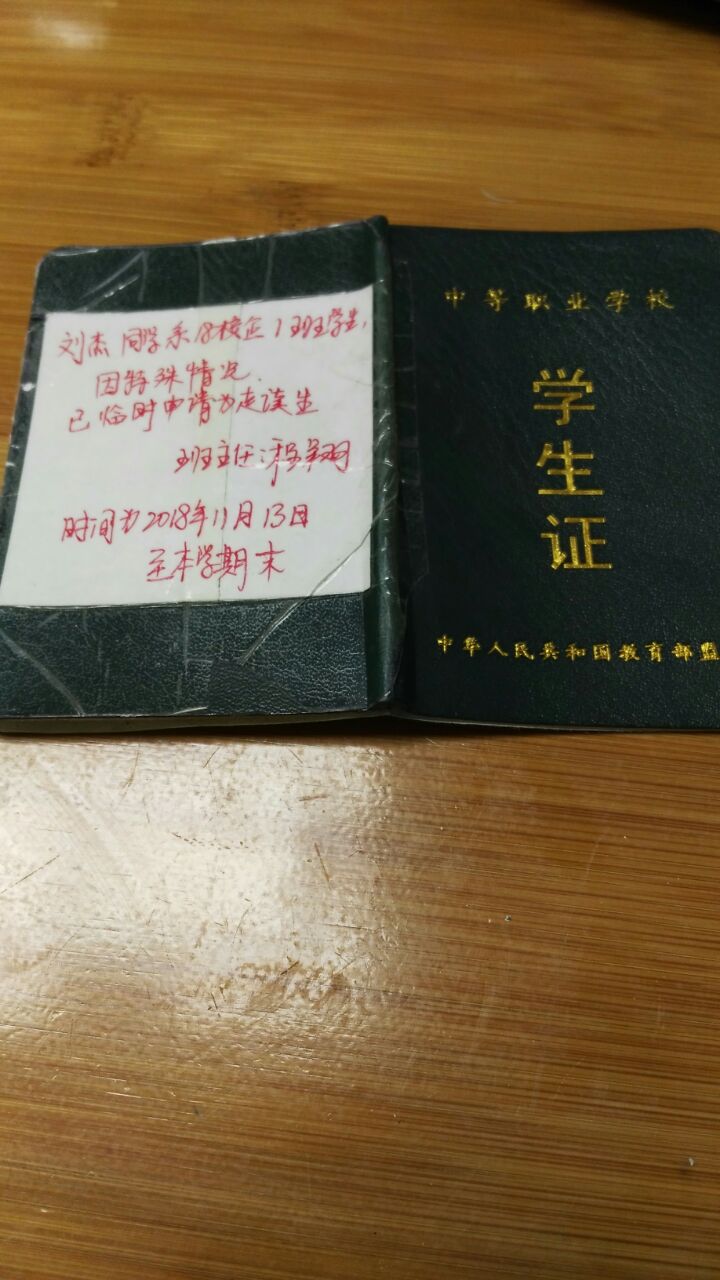 刘杰 同学系18校企1班学生,
因特殊情况
已临时申请为走读生
班主任:
时间为2018年11月13日
至本学期末
中等职业学校
学生证
中华人民共和国教育部监